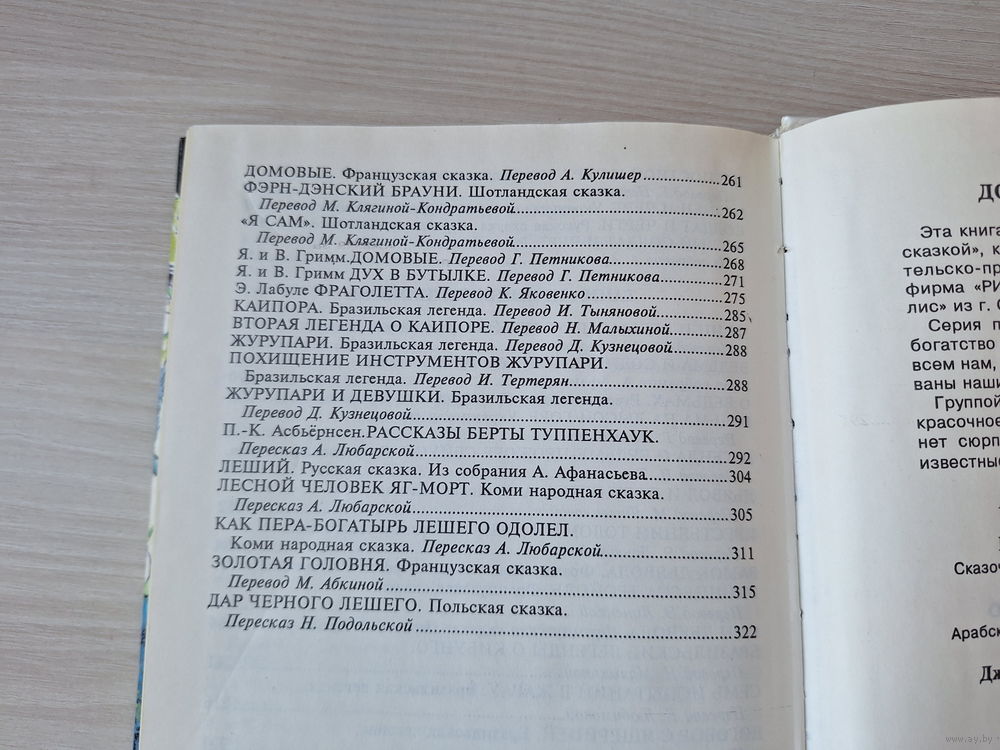 ДОМОВЫЕ. Французская сказка. Перевод А. Кулишер..................261
ФЭРН-ДЭНСКИЙ БРАУНИ. Шотландская сказка.
Перевод М. Клягиной-Кондратьевой..................262
«Я САМ». Шотландская сказка.
Перевод М. Клягиной-Кондратьевой..................265
Я. и В. Гримм.ДОМОВЫЕ. Перевод Г. Петникова..................268
Я. и В. Гримм ДУХ В БУТЫЛКЕ. Перевод Г. Петникова..................271
Э. Лабуле ФРАГОЛЕТТА. Перевод К. Яковенко..................275
КАИПОРА. Бразильская легенда. Перевод И. Тыняновой..................285
ВТОРАЯ ЛЕГЕНДА О КАИПОРЕ. Перевод Н. Малыхиной..................287
ЖУРУПАРИ. Бразильская легенда. Перевод Д. Кузнецовой..................288
ПОХИЩЕНИЕ ИНСТРУМЕНТОВ ЖУРУПАРИ.
Бразильская легенда. Перевод И. Тертерян..................288
ЖУРУПАРИ И ДЕВУШКИ. Бразильская легенда.
Перевод Д. Кузнецовой..................291
П.-К. Асбьёрнсен.РАССКАЗЫ БЕРТЫ ТУППЕНХАУК.
Пересказ А. Любарской..................292
ЛЕШИЙ. Русская сказка. Из собрания А. Афанасьева..................304
ЛЕСНОЙ ЧЕЛОВЕК ЯГ-МОРТ. Коми народная сказка.
Пересказ А. Любарской..................305
КАК ПЕРА-БОГАТЫРЬ ЛЕШЕГО ОДОЛЕЛ.
Коми народная сказка. Пересказ А. Любарской..................311
ЗОЛОТАЯ ГОЛОВНЯ. Французская сказка.
Перевод М. Абкиной..................315
ДАР ЧЕРНОГО ЛЕШЕГО. Польская сказка.
Пересказ Н. Подольской..................322
ДО
Эта книга
сказкой», к
тельско-пр
фирма «РИ
лис» из г. С
Серия п
богатство
всем нам,
ваны наши
Группой
красочное
нет сюрп
известные
Сказоч
Арабск
Дж
www.ay.by